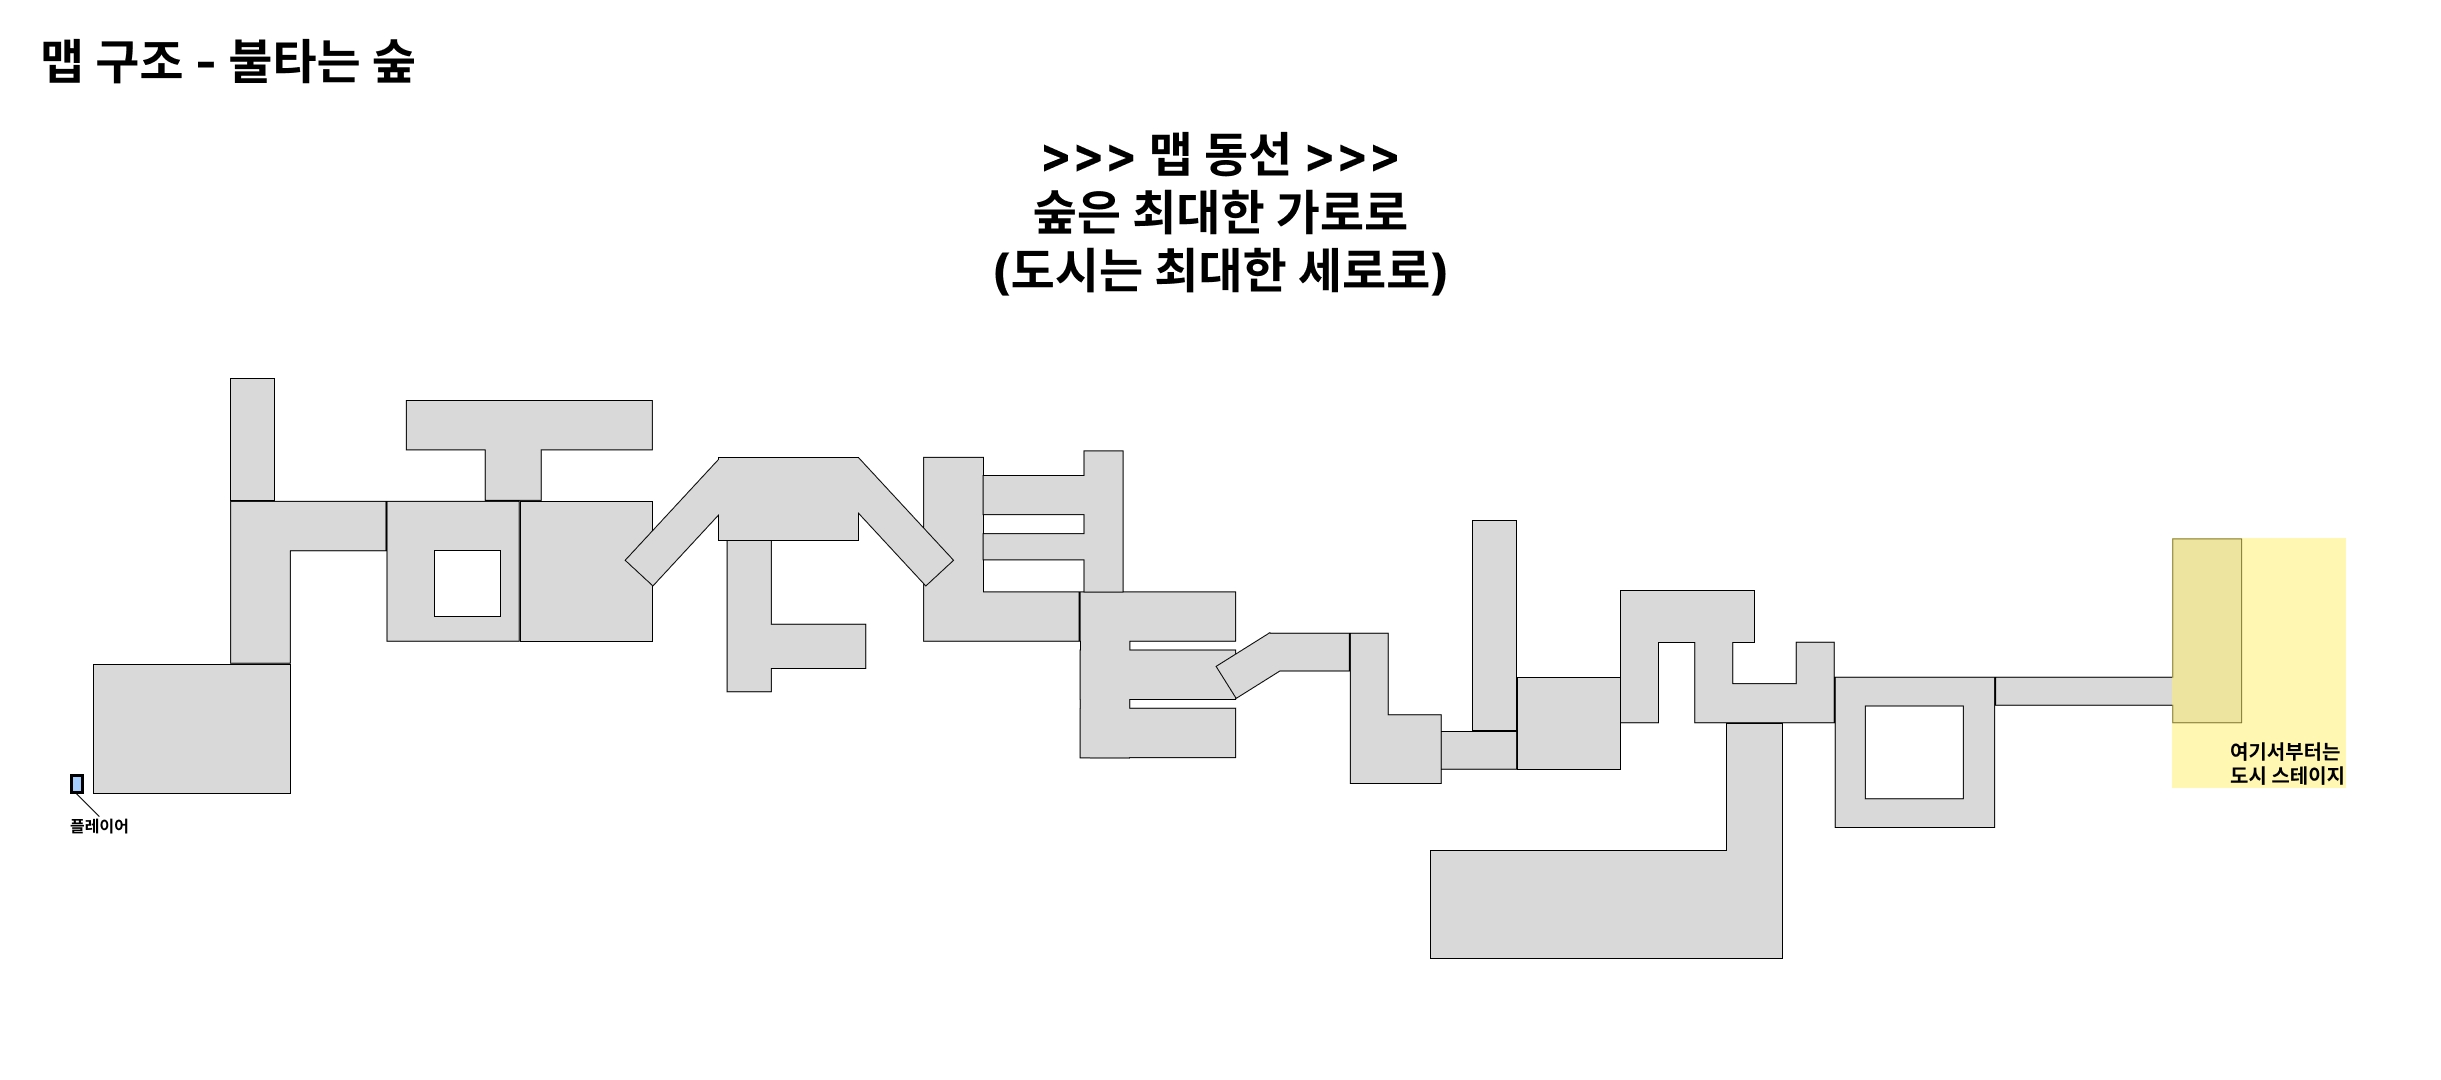 맵 구조 - 불타는 숲
>>> 맵 동선 >>>
숲은 최대한 가로로
(도시는 최대한 세로로)
여기서부터는
도시 스테이지
플레이어